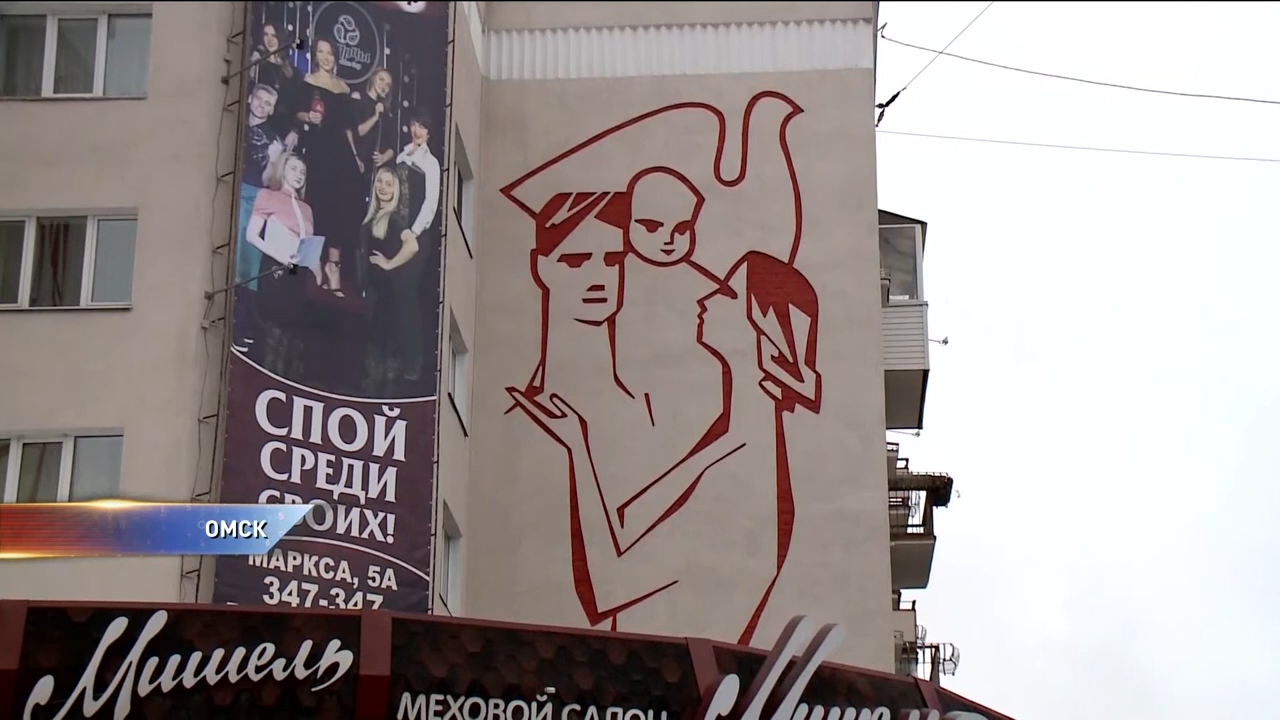 СПОЙ
СРЕДИ
СВОИХ!
МАРКСА, 5А
347-347
ОМСК
Мишель
МЕХОВОЙ САЛОН